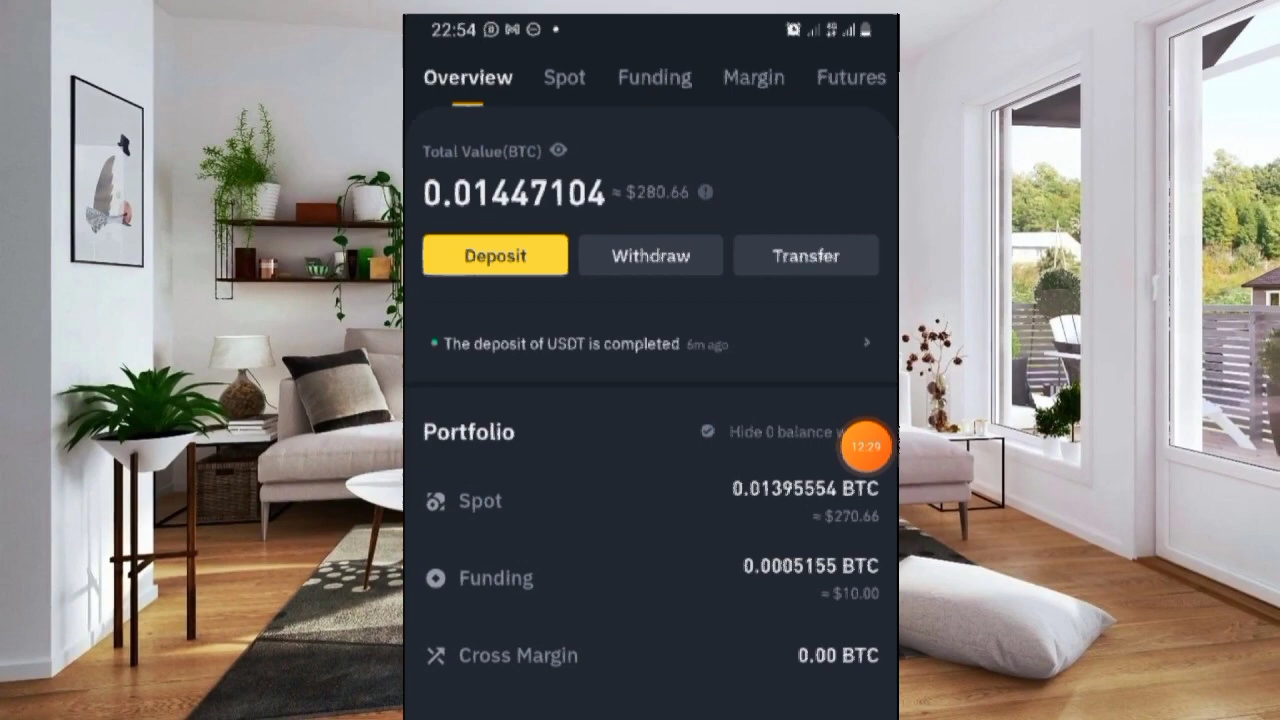 22:54
Overview Spot Funding Margin Futures
Total Value(BTC)
0.01447104 ≈ $280.66
Deposit Withdraw Transfer
The deposit of USDT is completed 6m ago
Portfolio
Hide 0 balance w
12:29
Spot
0.01395554 BTC
≈ $270.66
Funding
0.0005155 BTC
≈ $10.00
Cross Margin
0.00 BTC